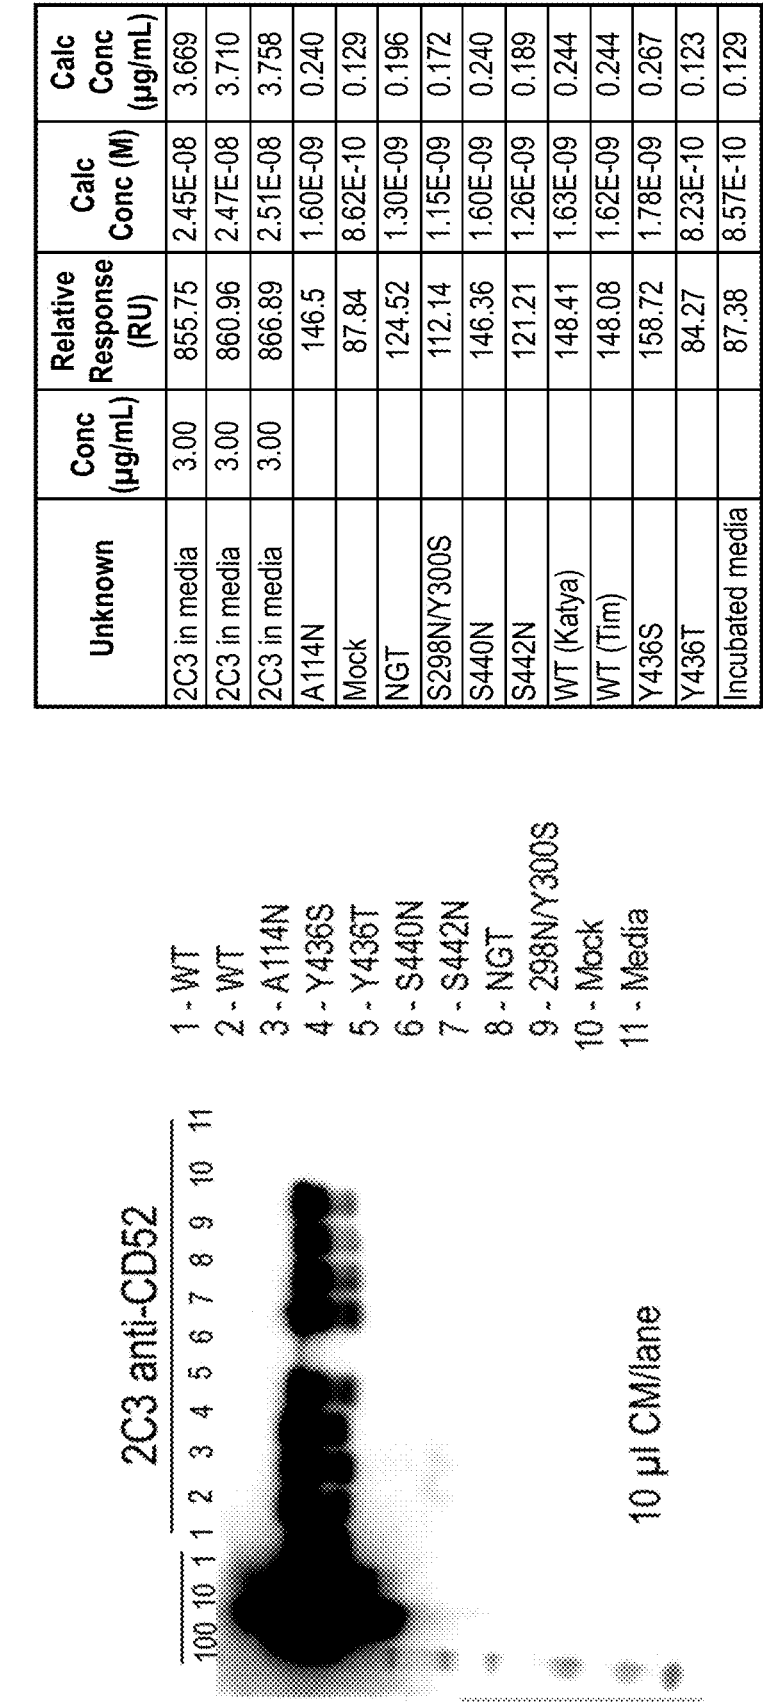 2C3 anti-CD52
100 10 1 1 2 3 4 5 6 7 8 9 10 11
10 µl CM/lane
1 - WT
2 - WT
3 - A114N
4 - Y436S
5 - Y436T
6 - S440N
7 - S442N
8 - NGT
9 - 298N/Y300S
10 - Mock
11 - Media
Unknown Conc (µg/mL) Relative Response (RU) Calc Conc (M) Calc Conc (µg/mL)
2C3 in media 3.00 855.75 2.45E-08 3.669
2C3 in media 3.00 860.96 2.47E-08 3.710
2C3 in media 3.00 866.89 2.51E-08 3.758
A114N 146.5 1.60E-09 0.240
Mock 87.84 8.62E-10 0.129
NGT 124.52 1.30E-09 0.196
S298N/Y300S 112.14 1.15E-09 0.172
S440N 146.36 1.60E-09 0.240
S442N 121.21 1.26E-09 0.189
WT (Katya) 148.41 1.63E-09 0.244
WT (Tim) 148.08 1.62E-09 0.244
Y436S 158.72 1.78E-09 0.267
Y436T 84.27 8.23E-10 0.123
Incubated media 87.38 8.57E-10 0.129